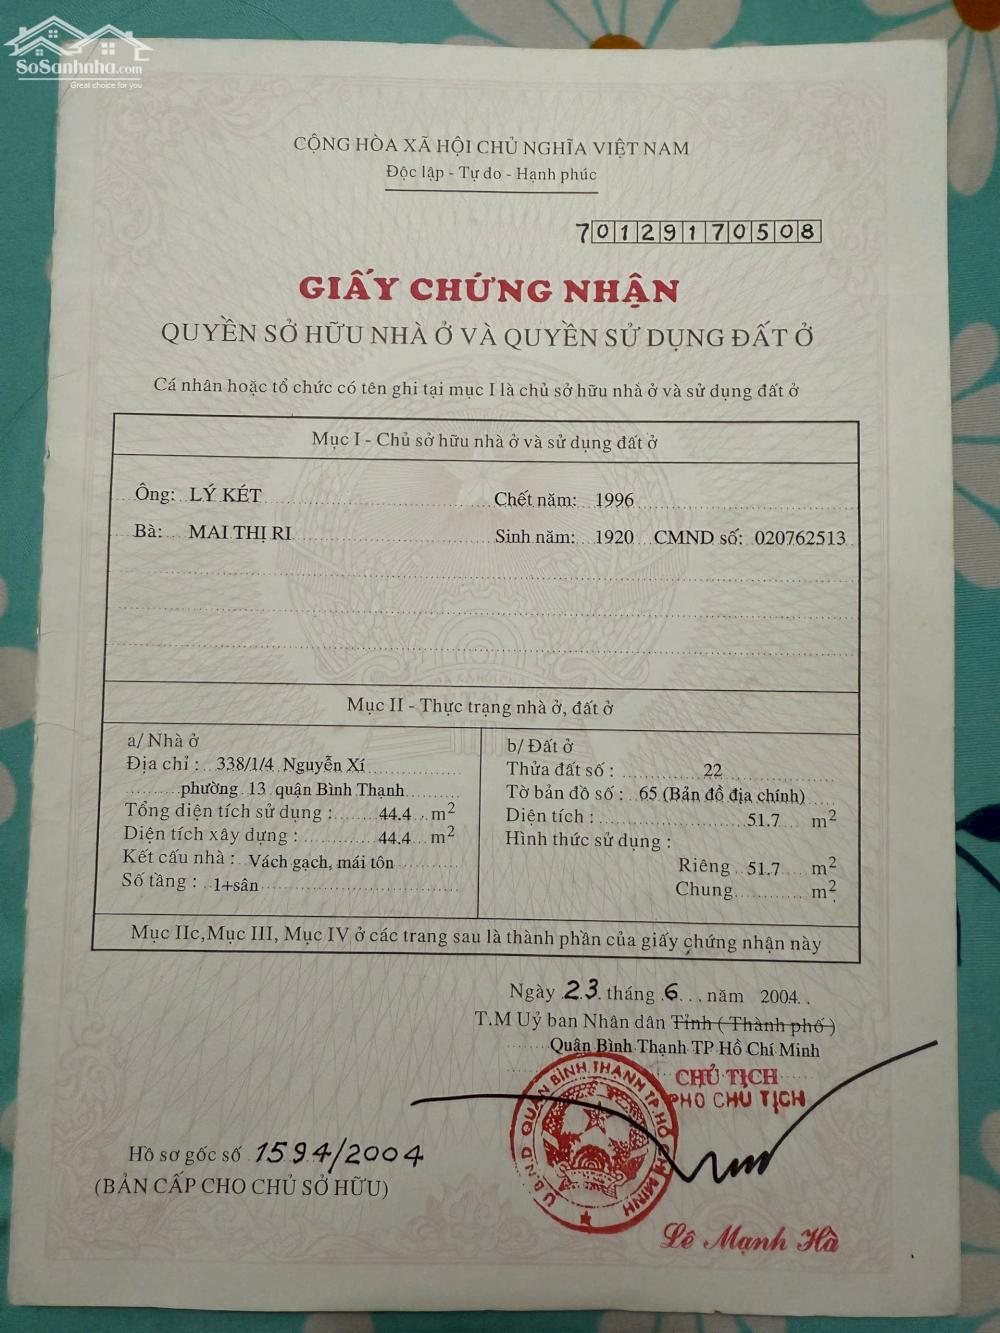 SoSanhnha.com
Great choice for you
CỘNG HÒA XÃ HỘI CHỦ NGHĨA VIỆT NAM
Độc lập - Tự do - Hạnh phúc
70129170508
GIẤY CHỨNG NHẬN
QUYỀN SỞ HỮU NHÀ Ở VÀ QUYỀN SỬ DỤNG ĐẤT Ở
Cá nhân hoặc tổ chức có tên ghi tại mục I là chủ sở hữu nhà ở và sử dụng đất ở
Mục I - Chủ sở hữu nhà ở và sử dụng đất ở
Ông: LÝ KÉT Chết năm: 1996
Bà: MAI THỊ RI Sinh năm: 1920 CMND số: 020762513
Mục II - Thực trạng nhà ở, đất ở
a/ Nhà ở
Địa chỉ : 338/1/4 Nguyễn Xí
phường 13 quận Bình Thạnh
Tổng diện tích sử dụng : 44.4 m2
Diện tích xây dựng : 44.4 m2
Kết cấu nhà : Vách gạch, mái tôn
Số tầng : 1+sân
b/ Đất ở
Thửa đất số : 22
Tờ bản đồ số : 65 (Bản đồ địa chính)
Diện tích : 51.7 m2
Hình thức sử dụng :
Riêng 51.7 m2
Chung m2
Mục IIc,Mục III, Mục IV ở các trang sau là thành phần của giấy chứng nhận này
Ngày 23 tháng 6 năm 2004
T.M Uỷ ban Nhân dân Tỉnh ( Thành phố )
Quận Bình Thạnh TP Hồ Chí Minh
CHỦ TỊCH
PHÓ CHỦ TỊCH
U.B.N.D QUẬN BÌNH THẠNH TP. HỒ CHÍ MINH
Hồ sơ gốc số 1594/2004
(BẢN CẤP CHO CHỦ SỞ HỮU)
Lê Mạnh Hà